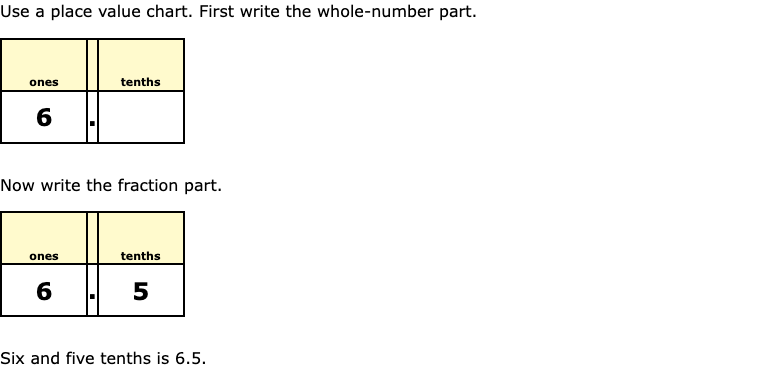 Use a place value chart. First write the whole-number part.
ones tenths
6 .
Now write the fraction part.
ones tenths
6 . 5
Six and five tenths is 6.5.